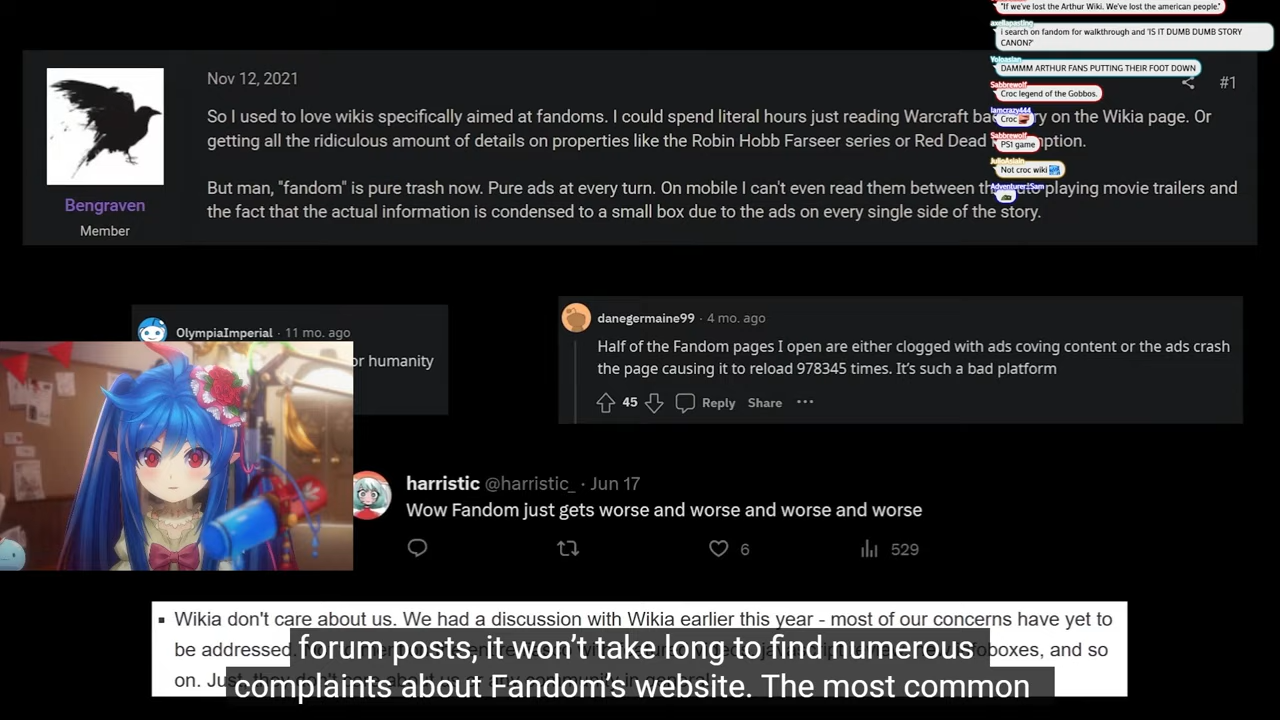 "If we've lost the Arthur Wiki. We've lost the american people."
axellapasting
i search on fandom for walkthrough and 'IS IT DUMB DUMB STORY
CANON?'
Yoloasian
DAMMM ARTHUR FANS PUTTING THEIR FOOT DOWN
Sabbrewolf
Croc legend of the Gobbos.
Iamcrazy444
Croc
Sabbrewolf
PS1 game
JulioAsiain
Not croc wiki
Adventurer1Sam
Nov 12, 2021
#1
So I used to love wikis specifically aimed at fandoms. I could spend literal hours just reading Warcraft on the Wikia page. Or
getting all the ridiculous amount of details on properties like the Robin Hobb Farseer series or Red Dead
But man, "fandom" is pure trash now. Pure ads at every turn. On mobile I can't even read them between playing movie trailers and
the fact that the actual information is condensed to a small box due to the ads on every single side of the story.
Bengraven
Member
OlympiaImperial · 11 mo. ago
or humanity
danegermaine99 · 4 mo. ago
Half of the Fandom pages I open are either clogged with ads coving content or the ads crash
the page causing it to reload 978345 times. It's such a bad platform
45 Reply Share ···
harristic @harristic_ · Jun 17
Wow Fandom just gets worse and worse and worse and worse
6 529
▪ Wikia don't care about us. We had a discussion with Wikia earlier this year - most of our concerns have yet to
be addressed. and so
on.
forum posts, it won't take long to find numerous
complaints about Fandom's website. The most common